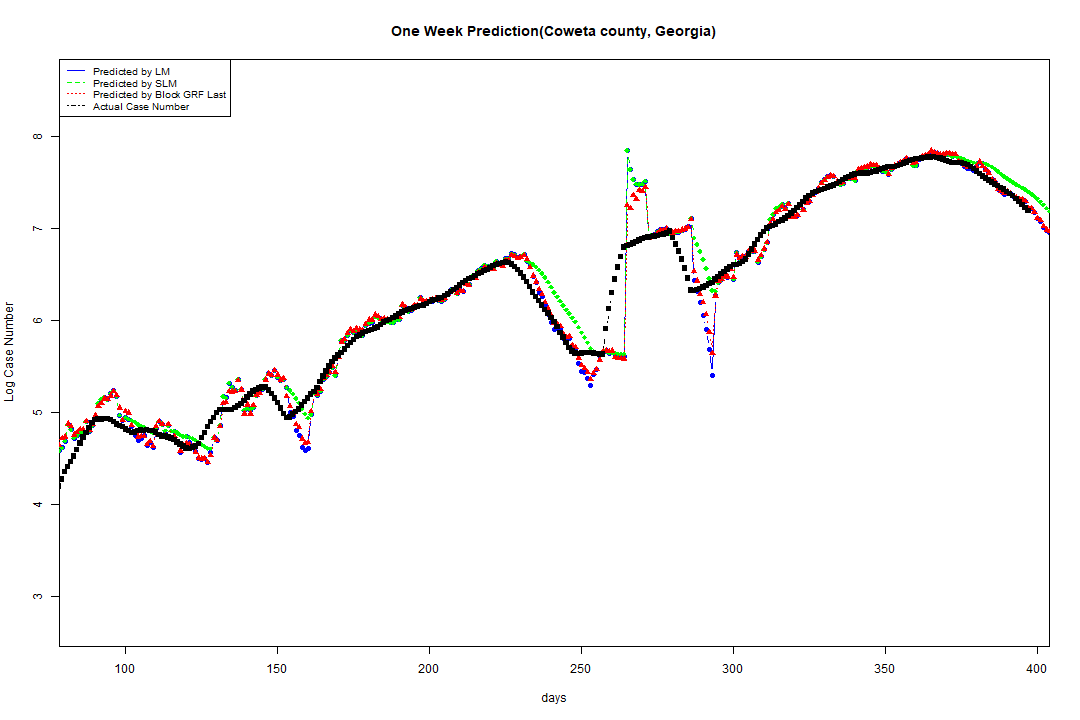 One Week Prediction(Coweta county, Georgia)
Predicted by LM
Predicted by SLM
Predicted by Block GRF Last
Actual Case Number
Log Case Number
8
7
6
5
4
3
100 150 200 250 300 350 400
days